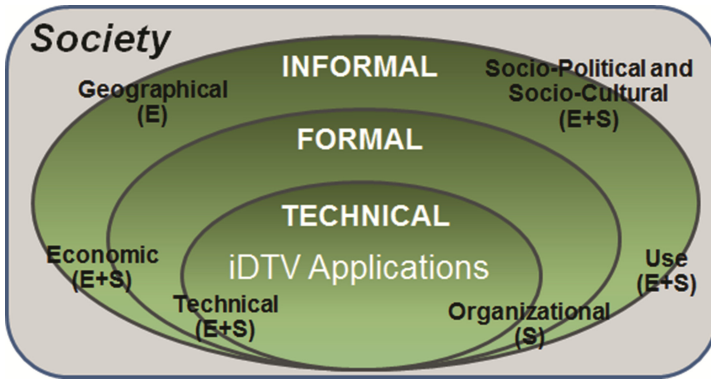 Society
INFORMAL
Geographical
(E)
Socio-Political and
Socio-Cultural
(E+S)
FORMAL
TECHNICAL
iDTV Applications
Economic
(E+S)
Use
(E+S)
Technical
(E+S)
Organizational
(S)